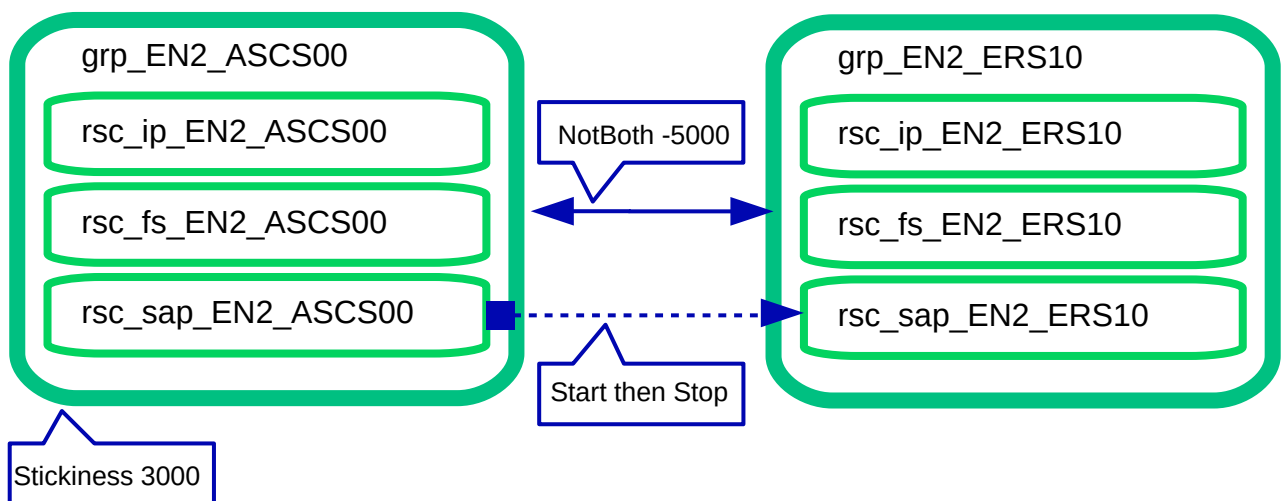 grp_EN2_ASCS00
rsc_ip_EN2_ASCS00
rsc_fs_EN2_ASCS00
rsc_sap_EN2_ASCS00
Stickiness 3000
NotBoth -5000
Start then Stop
grp_EN2_ERS10
rsc_ip_EN2_ERS10
rsc_fs_EN2_ERS10
rsc_sap_EN2_ERS10